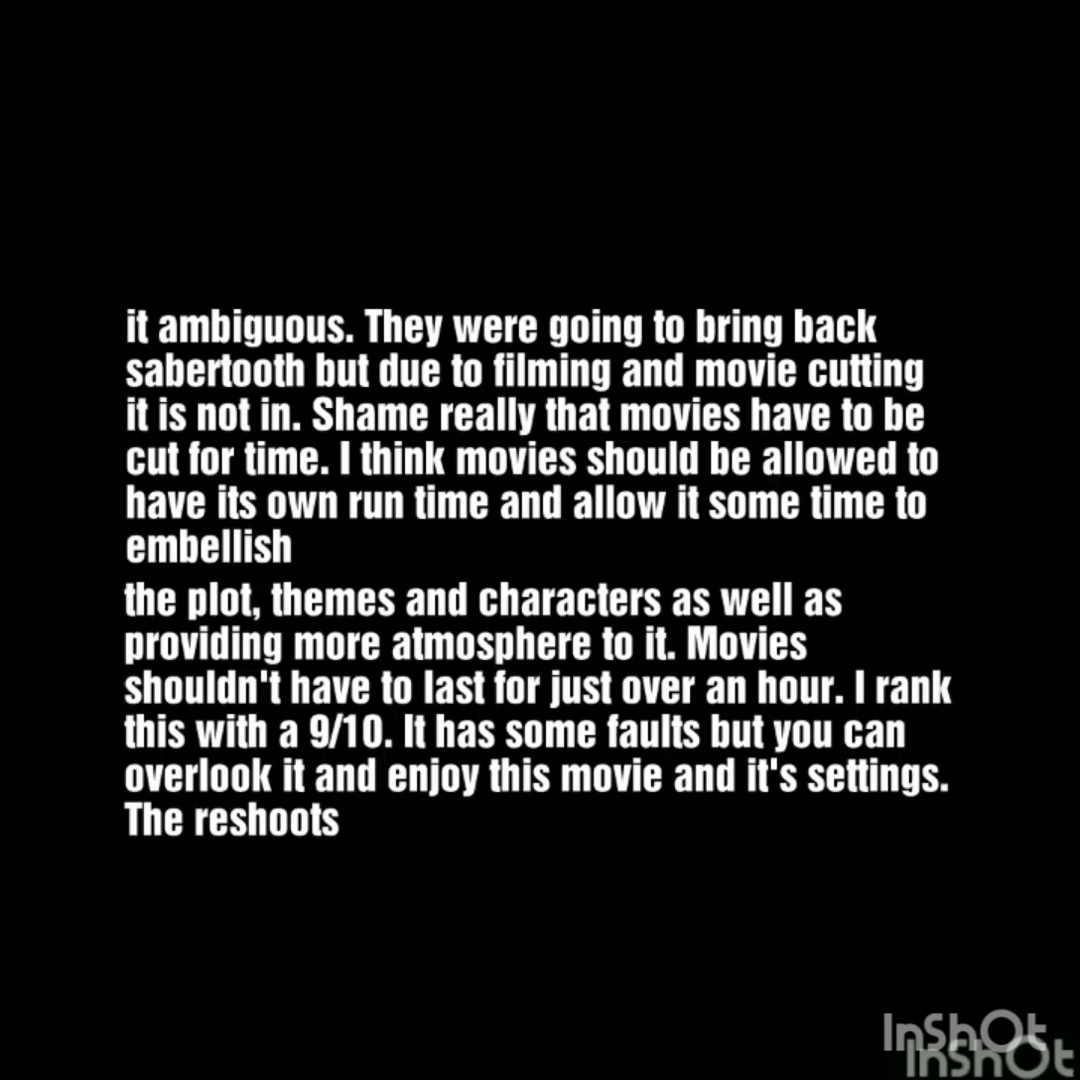 it ambiguous. They were going to bring back
sabertooth but due to filming and movie cutting
it is not in. Shame really that movies have to be
cut for time. I think movies should be allowed to
have its own run time and allow it some time to
embellish
the plot, themes and characters as well as
providing more atmosphere to it. Movies
shouldn't have to last for just over an hour. I rank
this with a 9/10. It has some faults but you can
overlook it and enjoy this movie and it's settings.
The reshoots
InShOt
InShOt